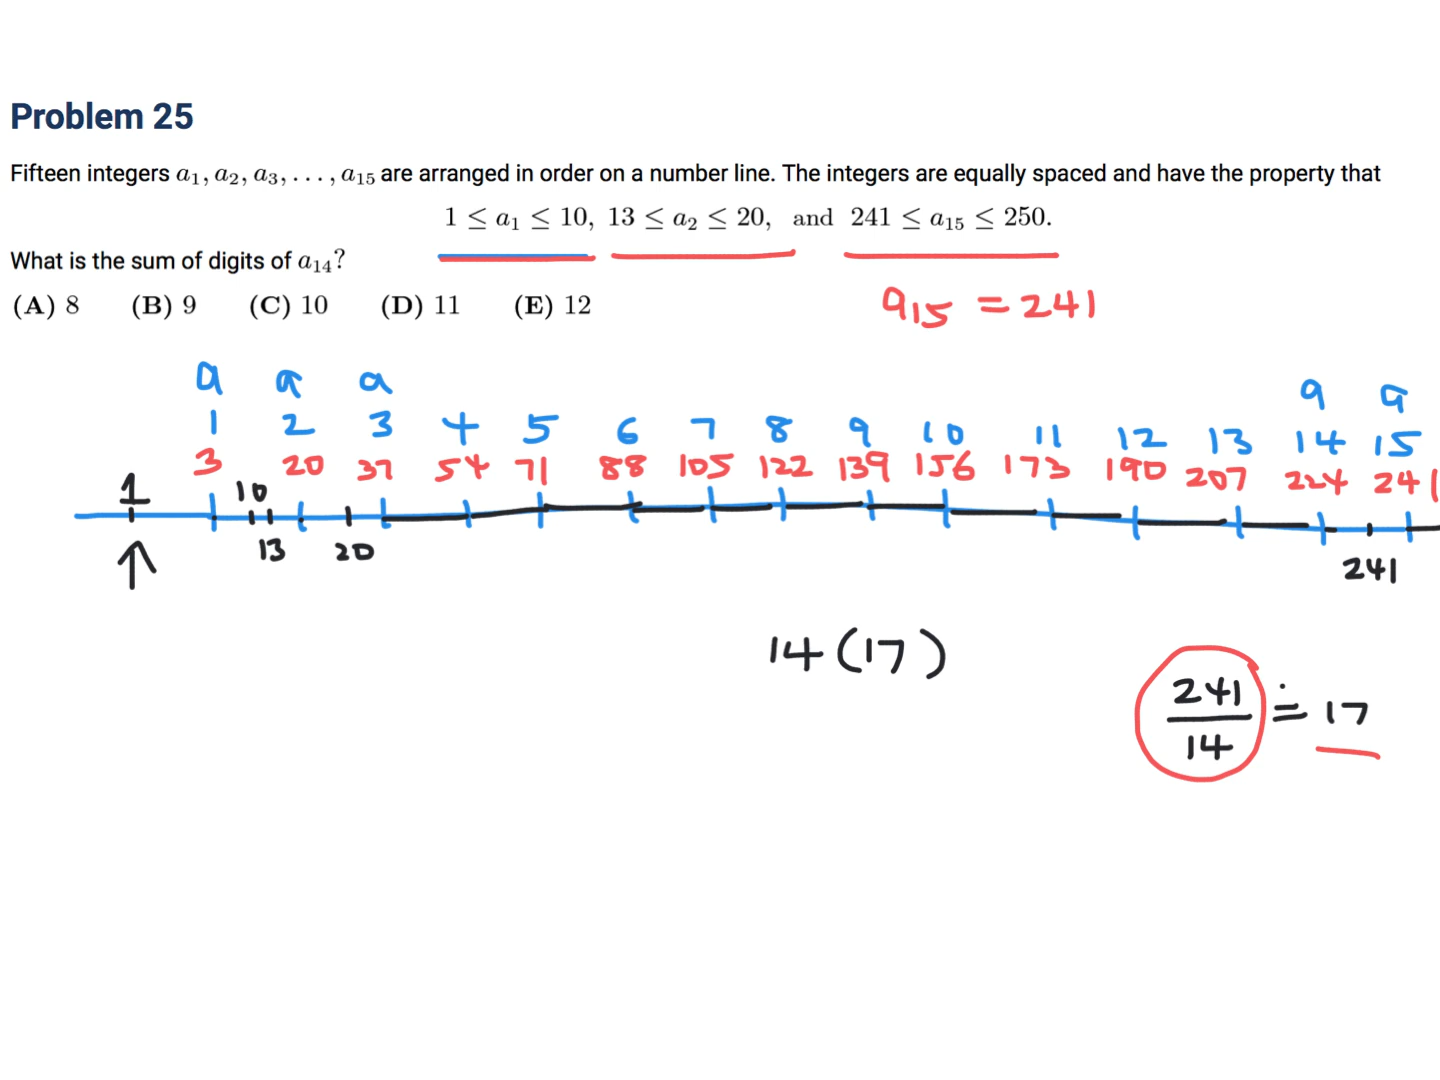 Problem 25
Fifteen integers a₁, a₂, a₃, . . . , a₁₅ are arranged in order on a number line. The integers are equally spaced and have the property that
1 ≤ a₁ ≤ 10, 13 ≤ a₂ ≤ 20, and 241 ≤ a₁₅ ≤ 250.
What is the sum of digits of a₁₄?
(A) 8 (B) 9 (C) 10 (D) 11 (E) 12
a₁₅ = 241
a a a a a
1 2 3 4 5 6 7 8 9 10 11 12 13 14 15
3 20 37 54 71 88 105 122 139 156 173 190 207 224 241
1 10
13 20 241
14 (17)
241/14 ≐ 17